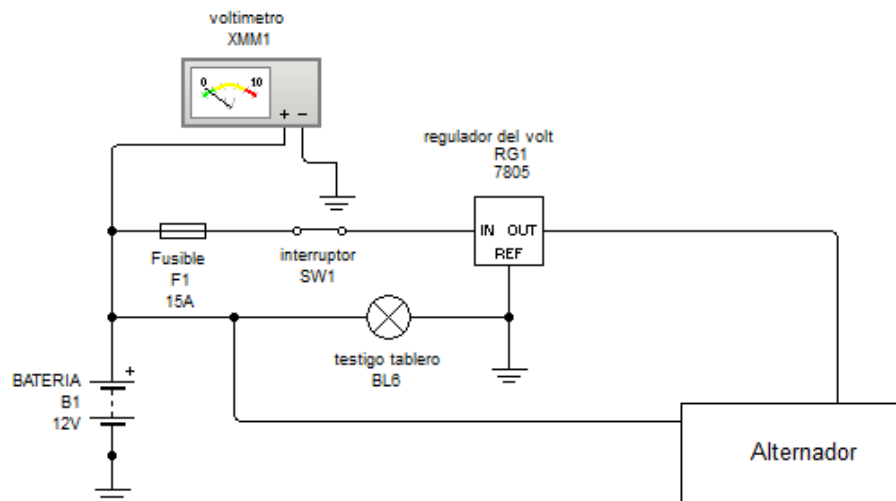 voltimetro
XMM1
0 10
+ −
regulador del volt
RG1
7805
IN OUT
REF
Fusible
F1
15A
interruptor
SW1
testigo tablero
BL6
BATERIA
B1
12V
+
Alternador